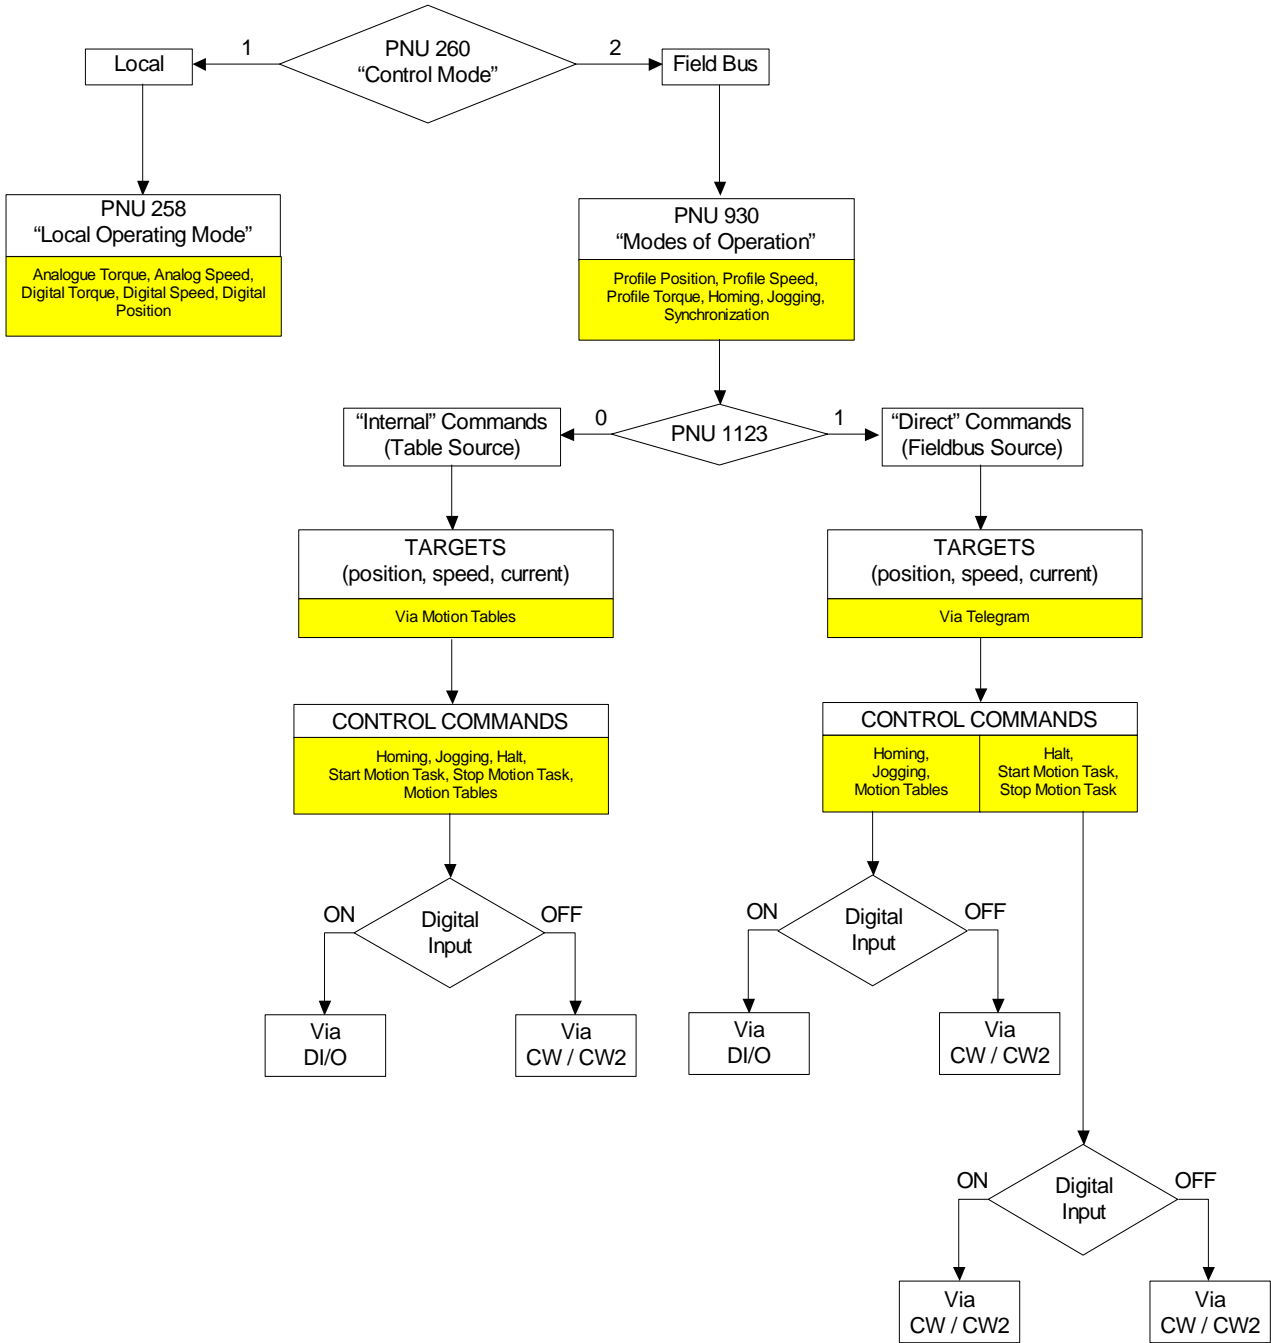 PNU 260
“Control Mode”
1
2
Local
Field Bus
PNU 258
“Local Operating Mode”
Analogue Torque, Analog Speed,
Digital Torque, Digital Speed, Digital
Position
PNU 930
“Modes of Operation”
Profile Position, Profile Speed,
Profile Torque, Homing, Jogging,
Synchronization
PNU 1123
0
1
“Internal” Commands
(Table Source)
“Direct” Commands
(Fieldbus Source)
TARGETS
(position, speed, current)
Via Motion Tables
TARGETS
(position, speed, current)
Via Telegram
CONTROL COMMANDS
Homing, Jogging, Halt,
Start Motion Task, Stop Motion Task,
Motion Tables
CONTROL COMMANDS
Homing,
Jogging,
Motion Tables
Halt,
Start Motion Task,
Stop Motion Task
ON
Digital
Input
OFF
Via
DI/O
Via
CW / CW2
ON
Digital
Input
OFF
Via
DI/O
Via
CW / CW2
ON
Digital
Input
OFF
Via
CW / CW2
Via
CW / CW2